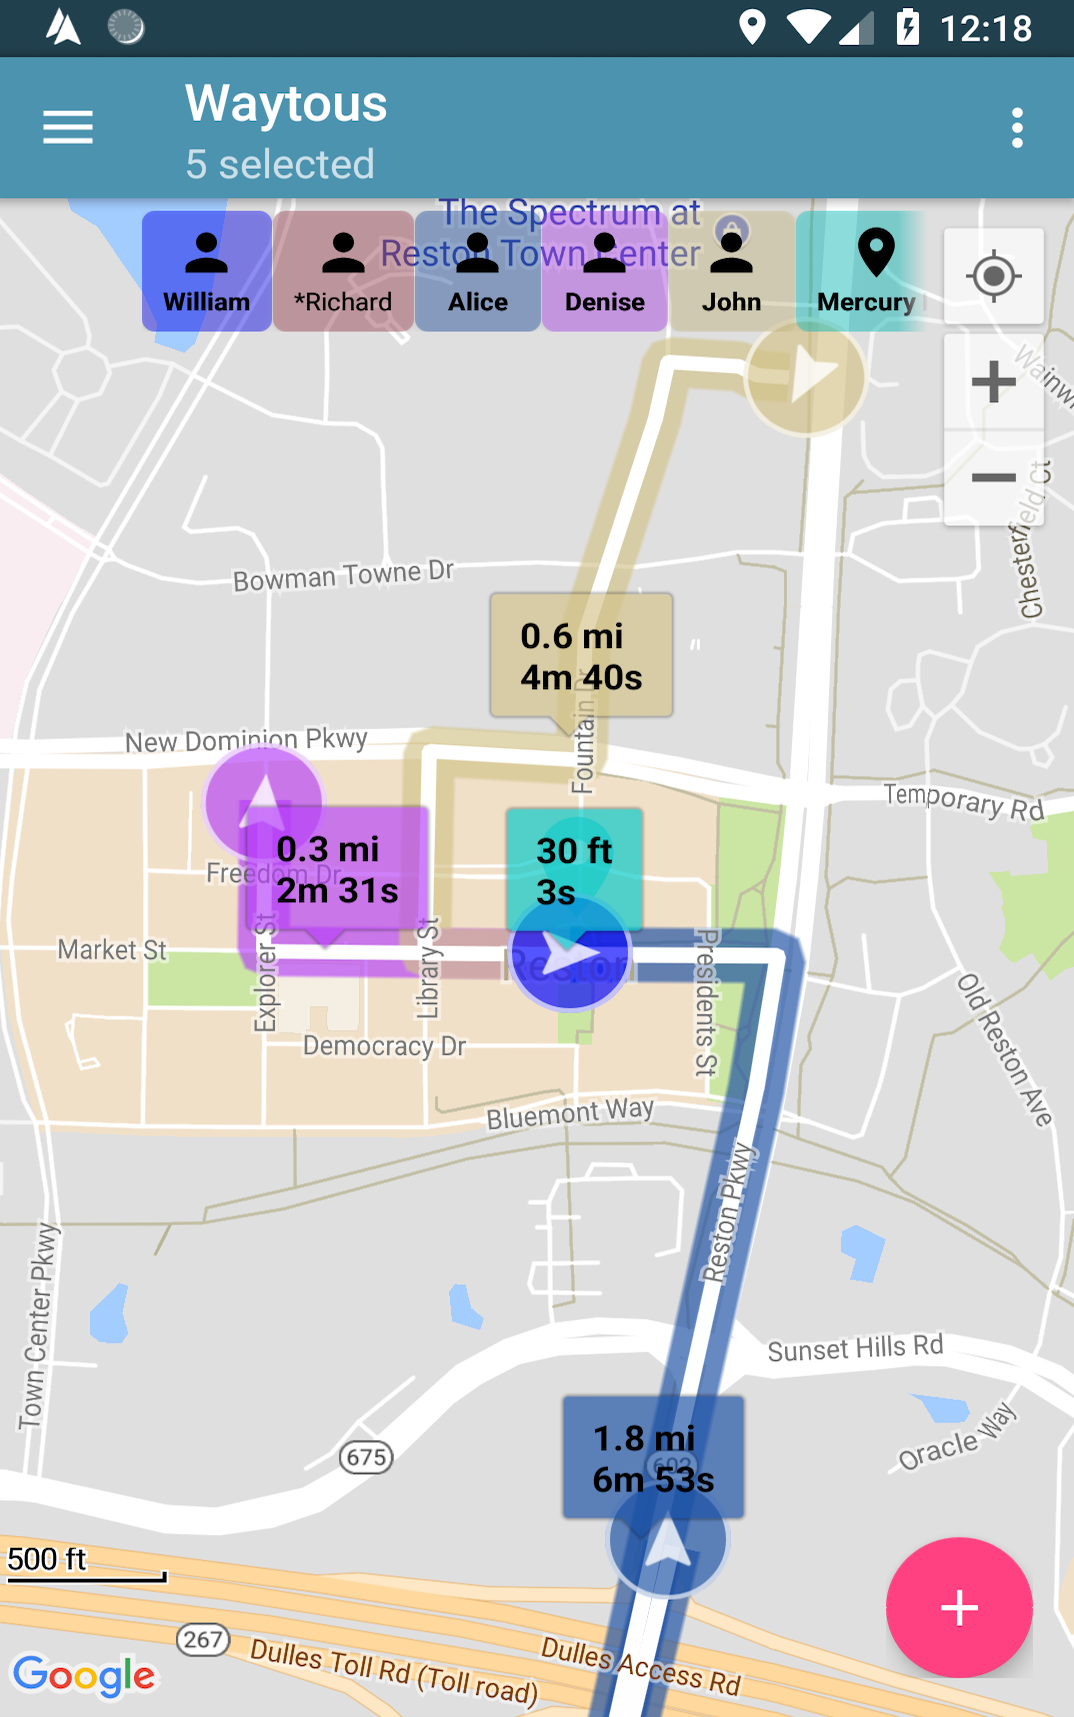 12:18
Waytous
5 selected
The Spectrum at
Reston Town Center
William
*Richard
Alice
Denise
John
Mercury
Chesterfield Ct
Bowman Towne Dr
0.6 mi
4m 40s
Fountain Dr
New Dominion Pkwy
Temporary Rd
0.3 mi
2m 31s
30 ft
3s
Freedom Dr
Market St
Explorer St
Library St
Reston
Presidents St
Old Reston Ave
Democracy Dr
Bluemont Way
Reston Pkwy
Town Center Pkwy
Sunset Hills Rd
Oracle Way
675
602
1.8 mi
6m 53s
500 ft
267
Dulles Toll Rd (Toll road)
Dulles Access Rd
Google